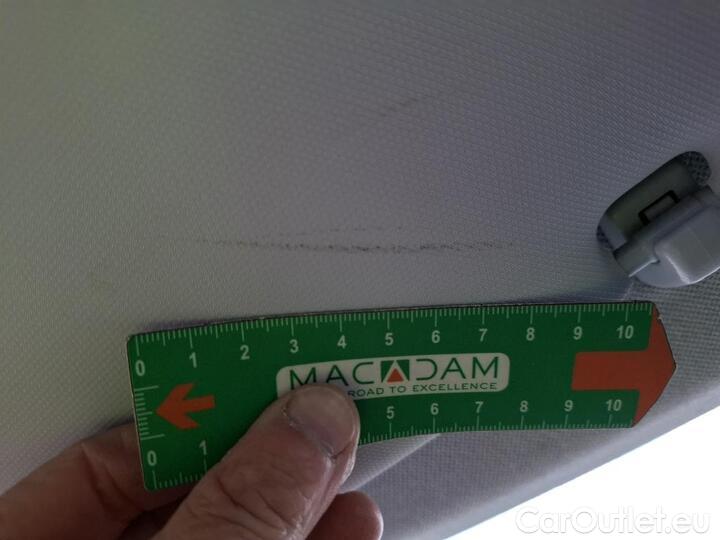 0 1 2 3 4 5 6 7 8 9 10
MACADAM
ROAD TO EXCELLENCE
0 1 5 6 7 8 9 10
CarOutlet.eu